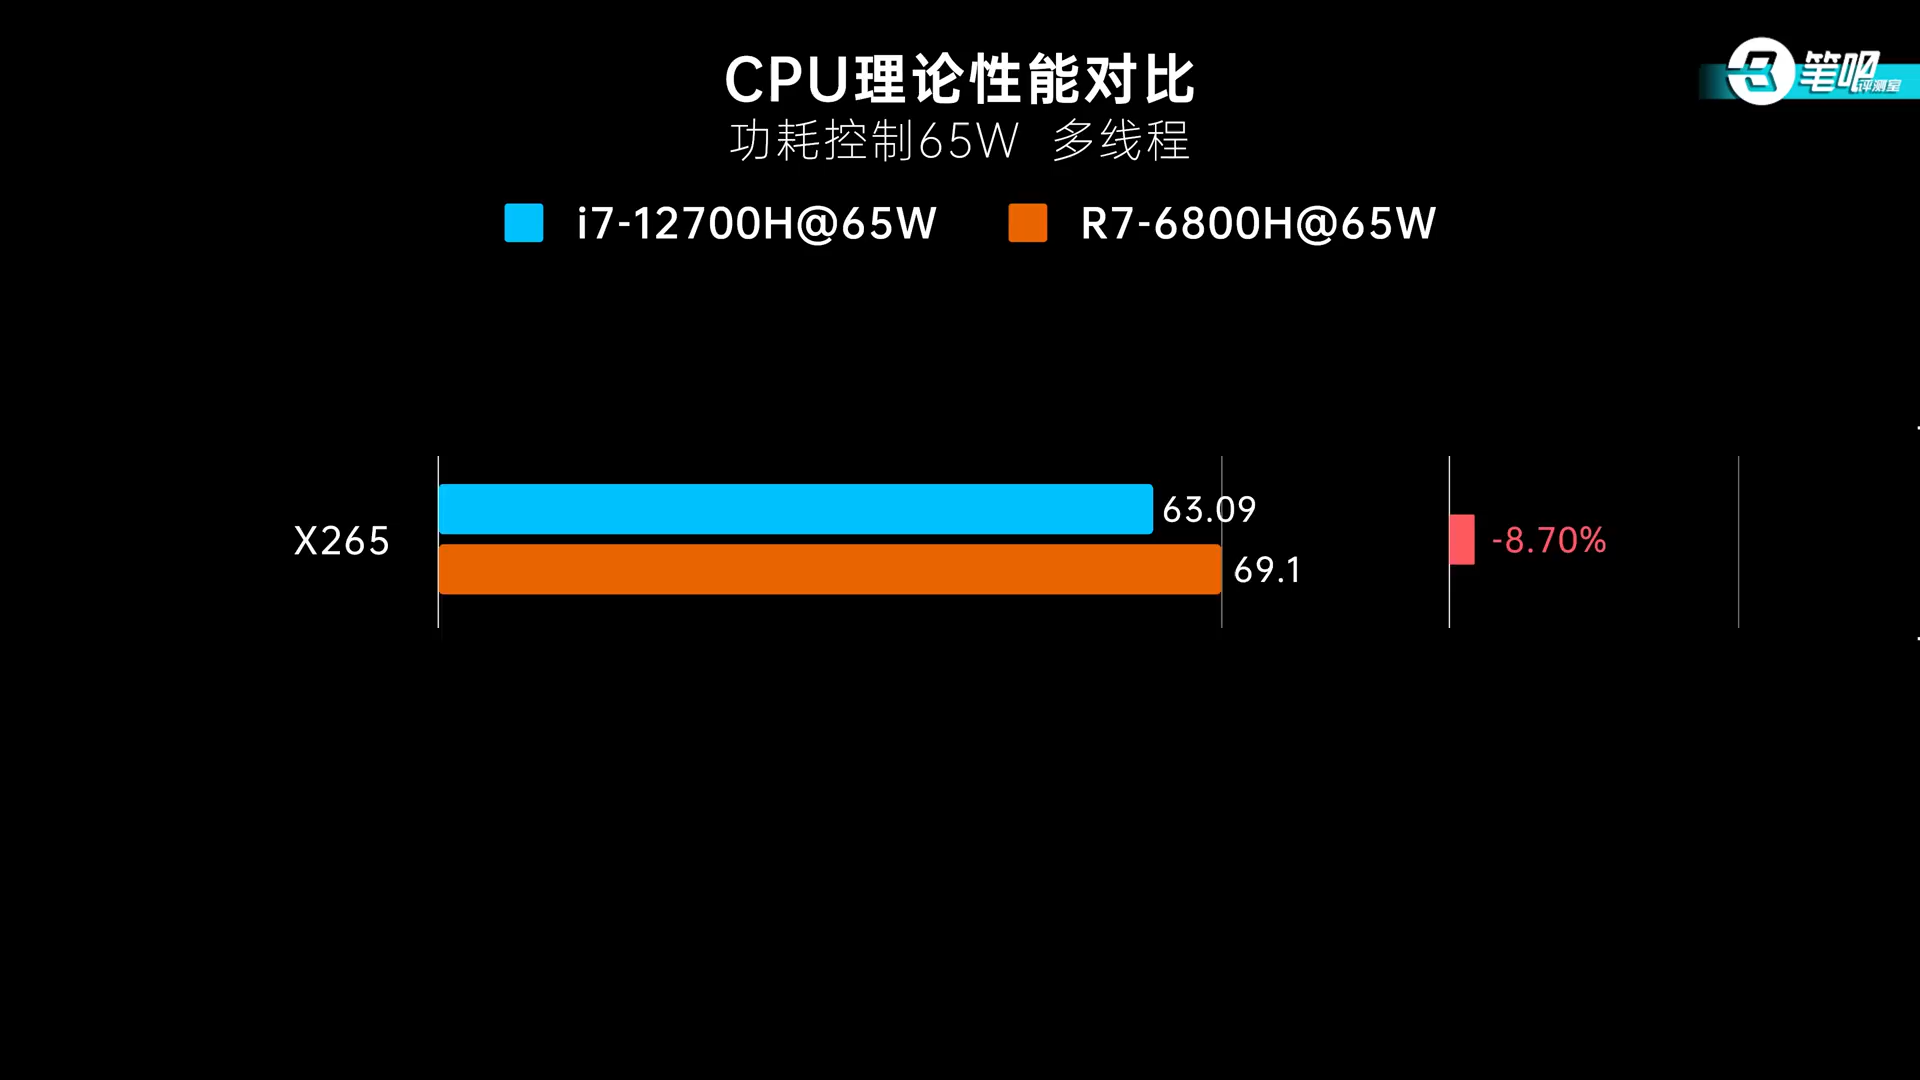 CPU理论性能对比
笔吧
评测室
功耗控制65W 多线程
i7-12700H@65W
R7-6800H@65W
X265
63.09
69.1
-8.70%